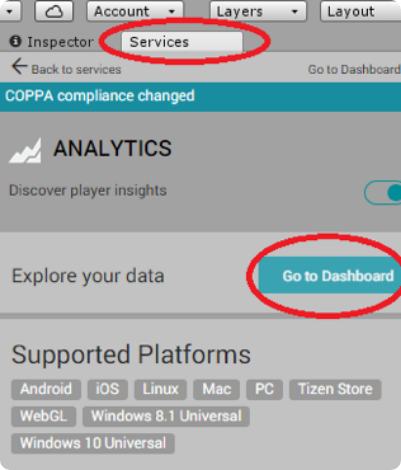 Account Layers Layout
Inspector Services
Back to services Go to Dashboard
COPPA compliance changed
ANALYTICS
Discover player insights
Explore your data Go to Dashboard
Supported Platforms
Android iOS Linux Mac PC Tizen Store
WebGL Windows 8.1 Universal
Windows 10 Universal